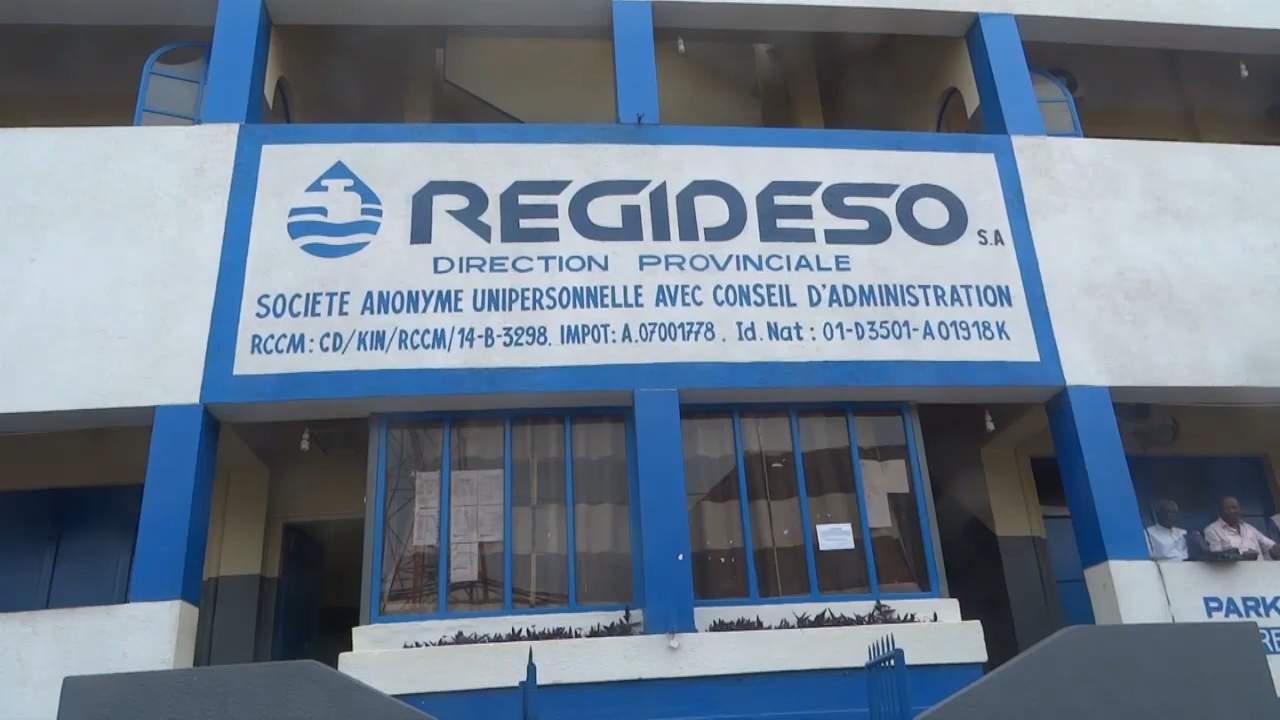 REGIDESO S.A
DIRECTION PROVINCIALE
SOCIETE ANONYME UNIPERSONNELLE AVEC CONSEIL D'ADMINISTRATION
RCCM: CD/KIN/RCCM/14-B-3298. IMPOT: A.07001778. Id. Nat: 01-D3501-A01918K
PARK